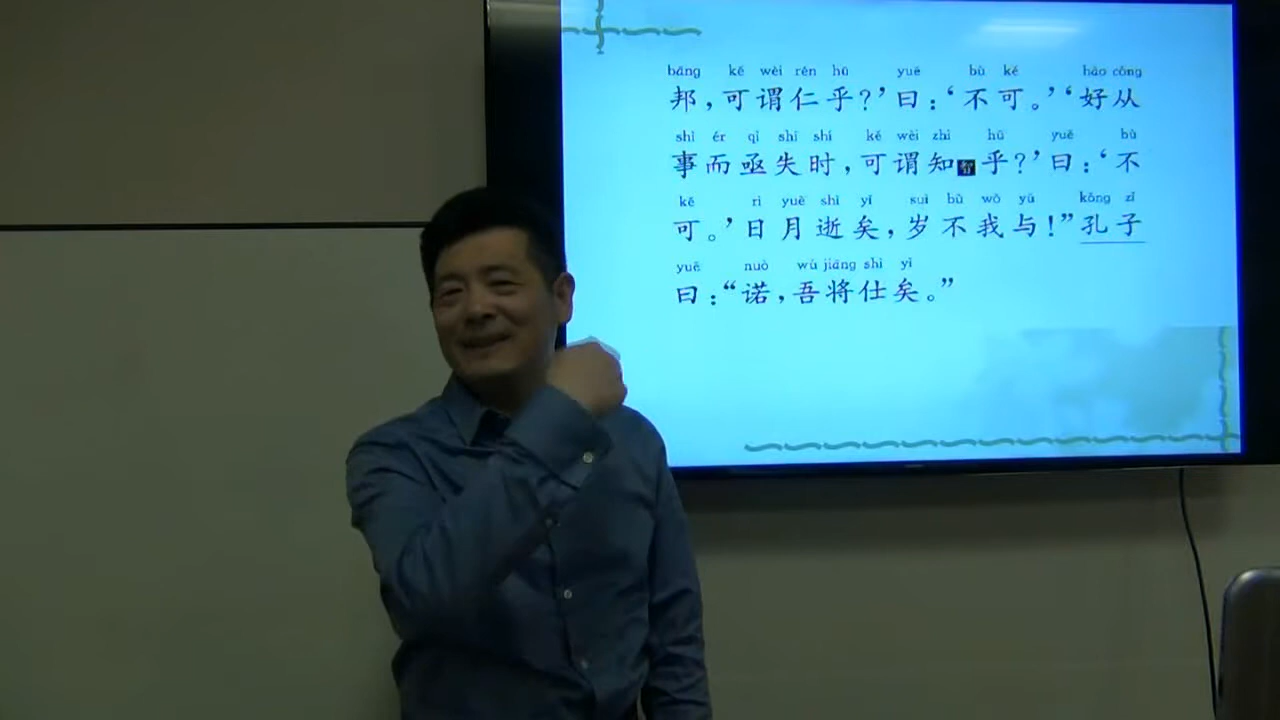 bāng kě wèi rén hū yuē bù kě hào cóng
邦，可谓仁乎？’曰：‘不可。’‘好从
shì ér qì shī shí kě wèi zhì hū yuē bù
事而亟失时，可谓知智乎？’曰：‘不
kě rì yuè shì yǐ suì bù wǒ yǔ kǒng zǐ
可。’日月逝矣，岁不我与！”孔子
yuē nuò wú jiāng shì yǐ
曰：“诺，吾将仕矣。”